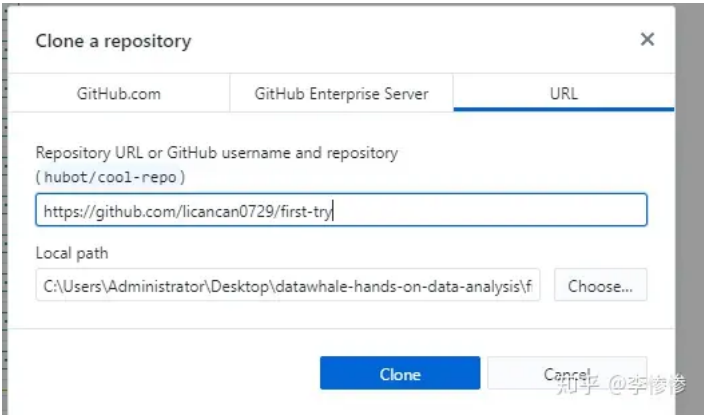 Clone a repository
GitHub.com
GitHub Enterprise Server
URL
Repository URL or GitHub username and repository
(hubot/cool-repo)
https://github.com/licancan0729/first-try
Local path
C:\Users\Administrator\Desktop\datawhale-hands-on-data-analysis\f
Choose...
Clone
Cancel
知乎 @李惨惨